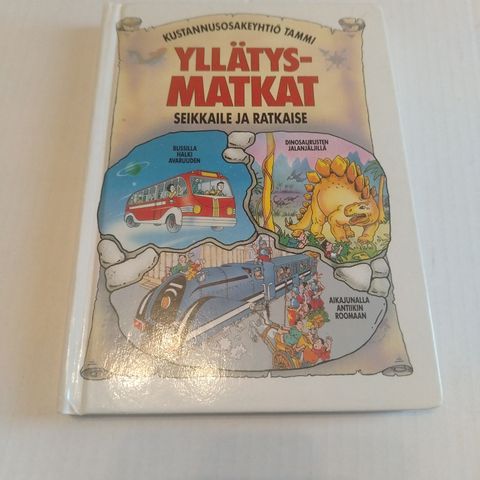 KUSTANNUSOSAKEYHTIÖ TAMMI
YLLÄTYS-
MATKAT
SEIKKAILE JA RATKAISE
BUSSILLA
HALKI
AVARUUDEN
DINOSAURUSTEN
JALANJÄLJILLÄ
AIKAJUNALLA
ANTIIKIN
ROOMAAN